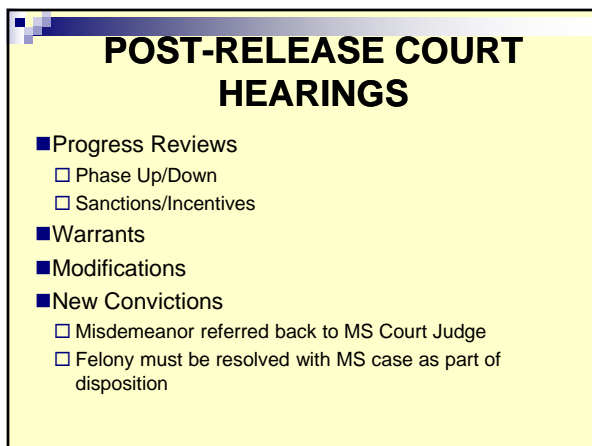 POST-RELEASE COURT
HEARINGS
Progress Reviews
Phase Up/Down
Sanctions/Incentives
Warrants
Modifications
New Convictions
Misdemeanor referred back to MS Court Judge
Felony must be resolved with MS case as part of
disposition